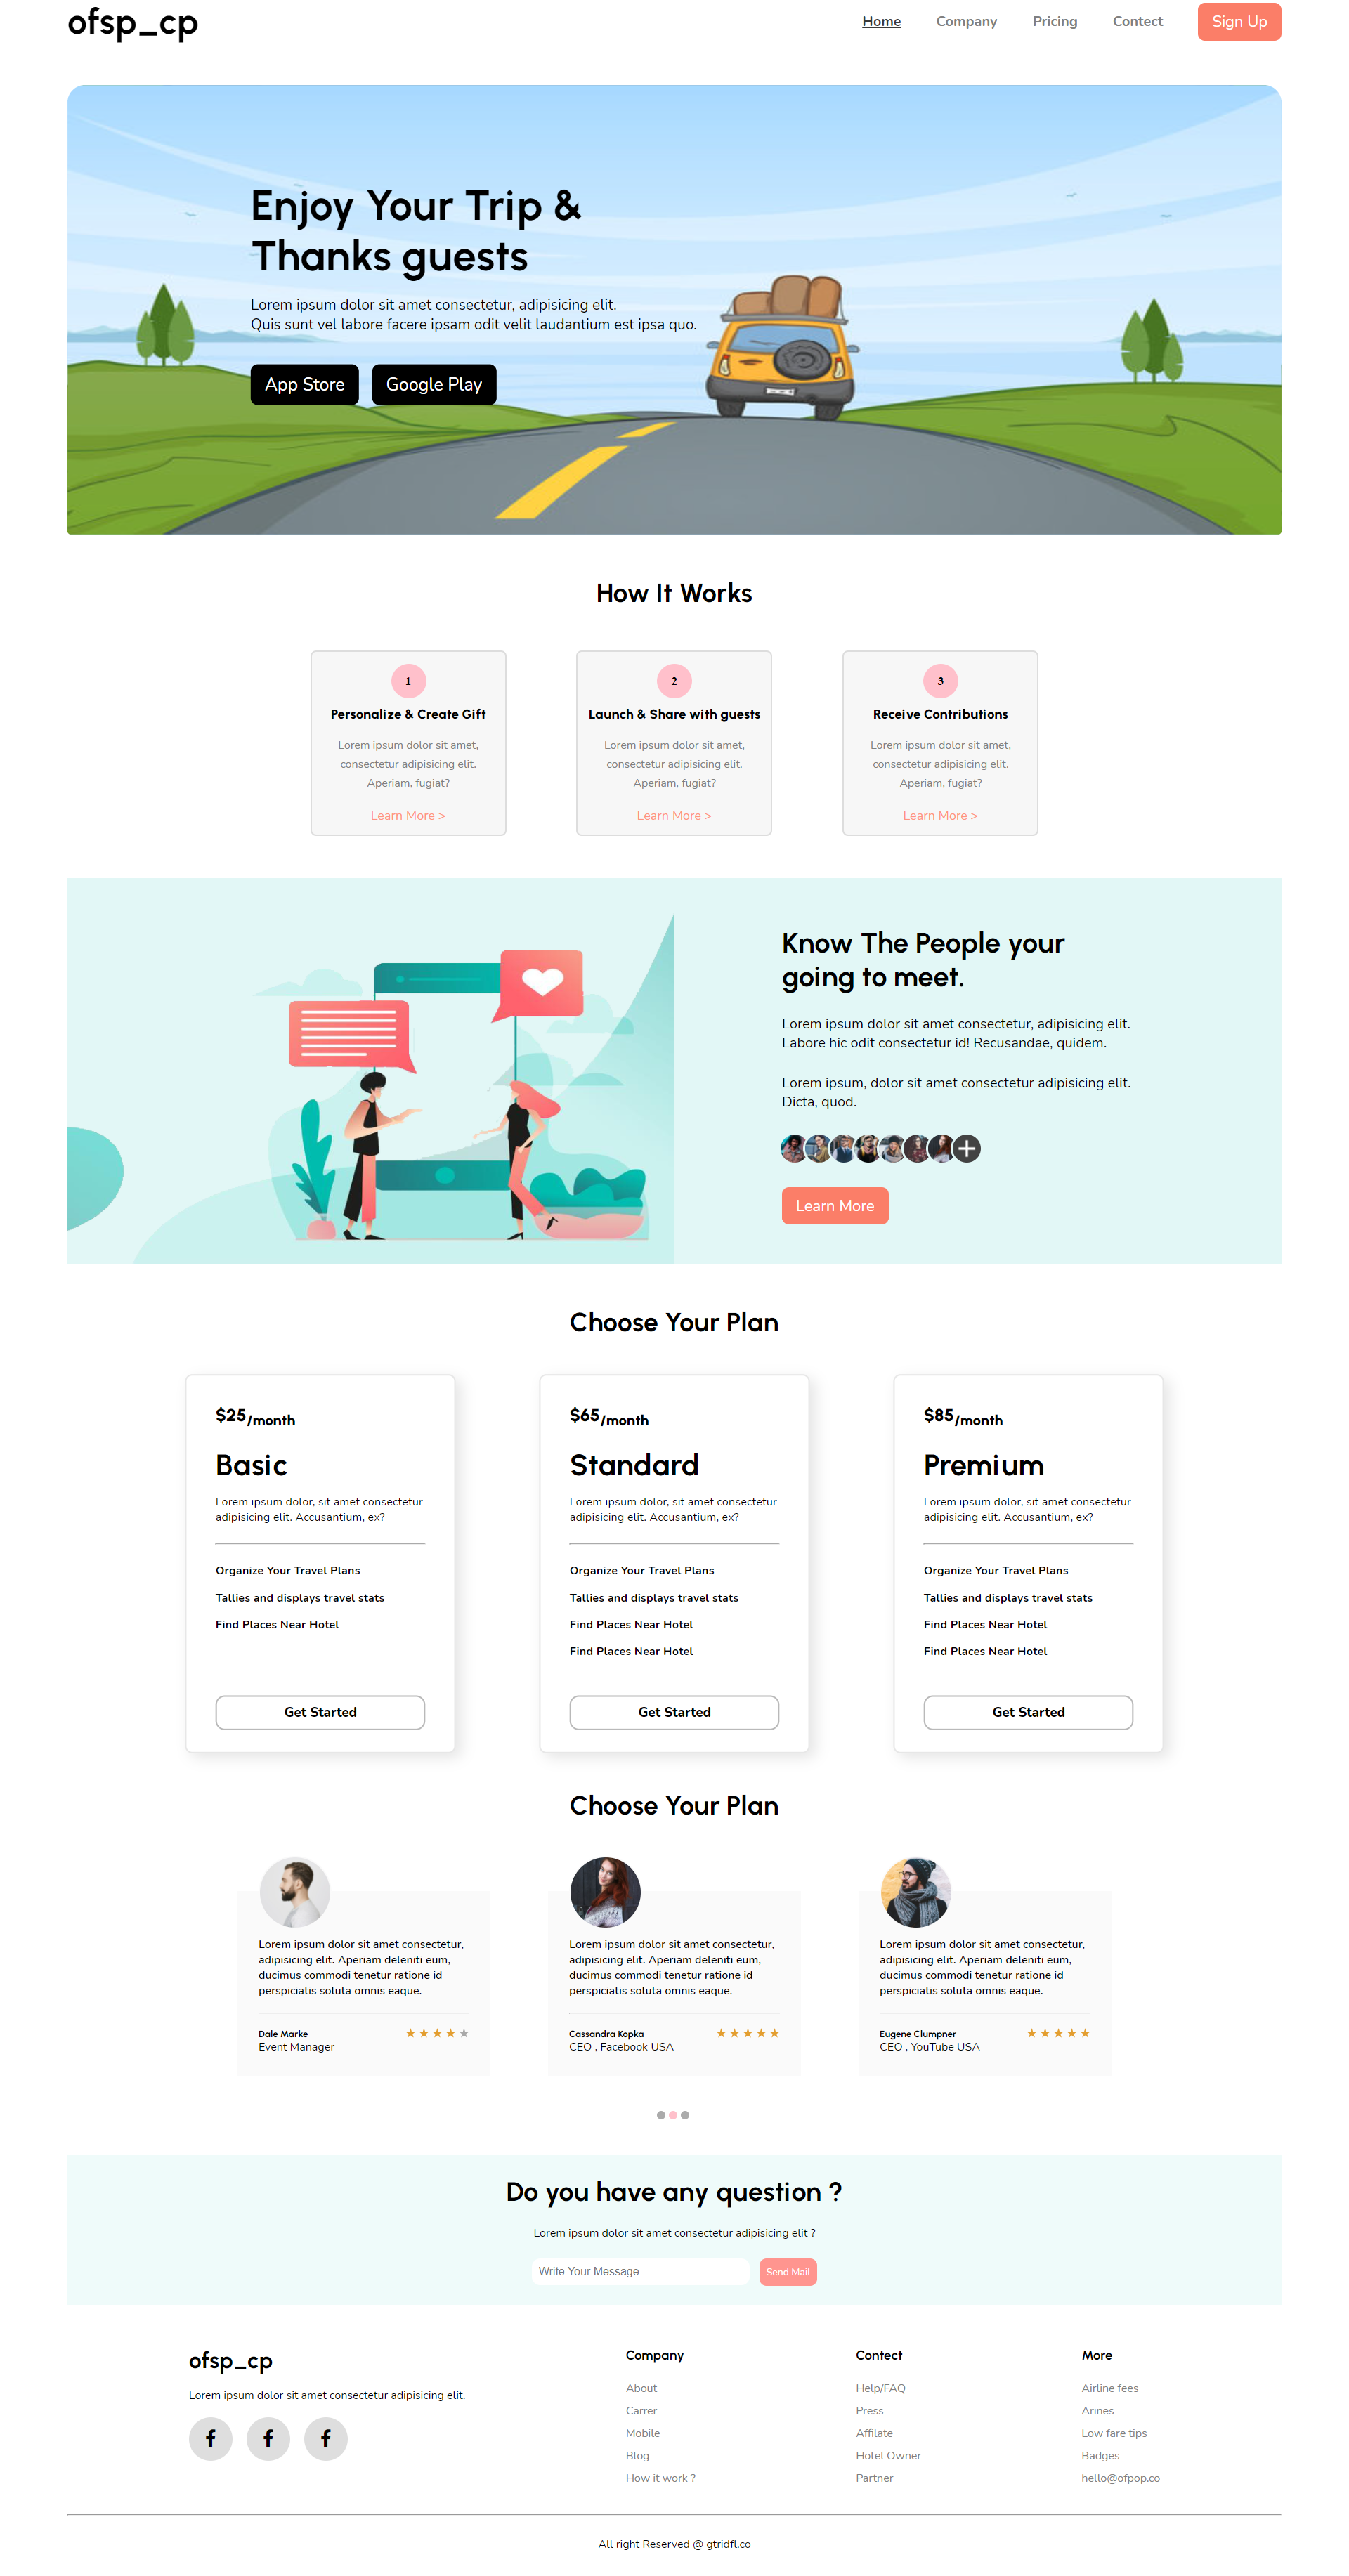 ofsp_cp
Home Company Pricing Contect Sign Up
Enjoy Your Trip &
Thanks guests
Lorem ipsum dolor sit amet consectetur, adipisicing elit.
Quis sunt vel labore facere ipsam odit velit laudantium est ipsa quo.
App Store Google Play
How It Works
1
Personalize & Create Gift
Lorem ipsum dolor sit amet,
consectetur adipisicing elit.
Aperiam, fugiat?
Learn More >
2
Launch & Share with guests
Lorem ipsum dolor sit amet,
consectetur adipisicing elit.
Aperiam, fugiat?
Learn More >
3
Receive Contributions
Lorem ipsum dolor sit amet,
consectetur adipisicing elit.
Aperiam, fugiat?
Learn More >
Know The People your
going to meet.
Lorem ipsum dolor sit amet consectetur, adipisicing elit.
Labore hic odit consectetur id! Recusandae, quidem.
Lorem ipsum, dolor sit amet consectetur adipisicing elit.
Dicta, quod.
Learn More
Choose Your Plan
$25/month
Basic
Lorem ipsum dolor, sit amet consectetur
adipisicing elit. Accusantium, ex?
Organize Your Travel Plans
Tallies and displays travel stats
Find Places Near Hotel
Get Started
$65/month
Standard
Lorem ipsum dolor, sit amet consectetur
adipisicing elit. Accusantium, ex?
Organize Your Travel Plans
Tallies and displays travel stats
Find Places Near Hotel
Find Places Near Hotel
Get Started
$85/month
Premium
Lorem ipsum dolor, sit amet consectetur
adipisicing elit. Accusantium, ex?
Organize Your Travel Plans
Tallies and displays travel stats
Find Places Near Hotel
Find Places Near Hotel
Get Started
Choose Your Plan
Lorem ipsum dolor sit amet consectetur,
adipisicing elit. Aperiam deleniti eum,
ducimus commodi tenetur ratione id
perspiciatis soluta omnis eaque.
Dale Marke
Event Manager
Lorem ipsum dolor sit amet consectetur,
adipisicing elit. Aperiam deleniti eum,
ducimus commodi tenetur ratione id
perspiciatis soluta omnis eaque.
Cassandra Kopka
CEO , Facebook USA
Lorem ipsum dolor sit amet consectetur,
adipisicing elit. Aperiam deleniti eum,
ducimus commodi tenetur ratione id
perspiciatis soluta omnis eaque.
Eugene Clumpner
CEO , YouTube USA
Do you have any question ?
Lorem ipsum dolor sit amet consectetur adipisicing elit ?
Write Your Message Send Mail
ofsp_cp
Lorem ipsum dolor sit amet consectetur adipisicing elit.
Company
About
Carrer
Mobile
Blog
How it work ?
Contect
Help/FAQ
Press
Affilate
Hotel Owner
Partner
More
Airline fees
Arines
Low fare tips
Badges
hello@ofpop.co
All right Reserved @ gtridfl.co